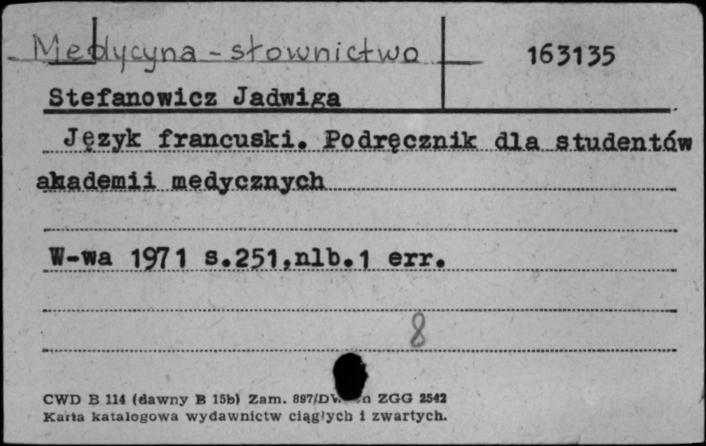 Medycyna - słownictwo
163135
Stefanowicz Jadwiga
Język francuski. Podręcznik dla studentów
akademii medycznych
W-wa 1971 s.251,nlb.1 err.
8
CWD B 114 (dawny B 15b) Zam. 897/DW ZGG 2542
Karta katalogowa wydawnictw ciągłych i zwartych.